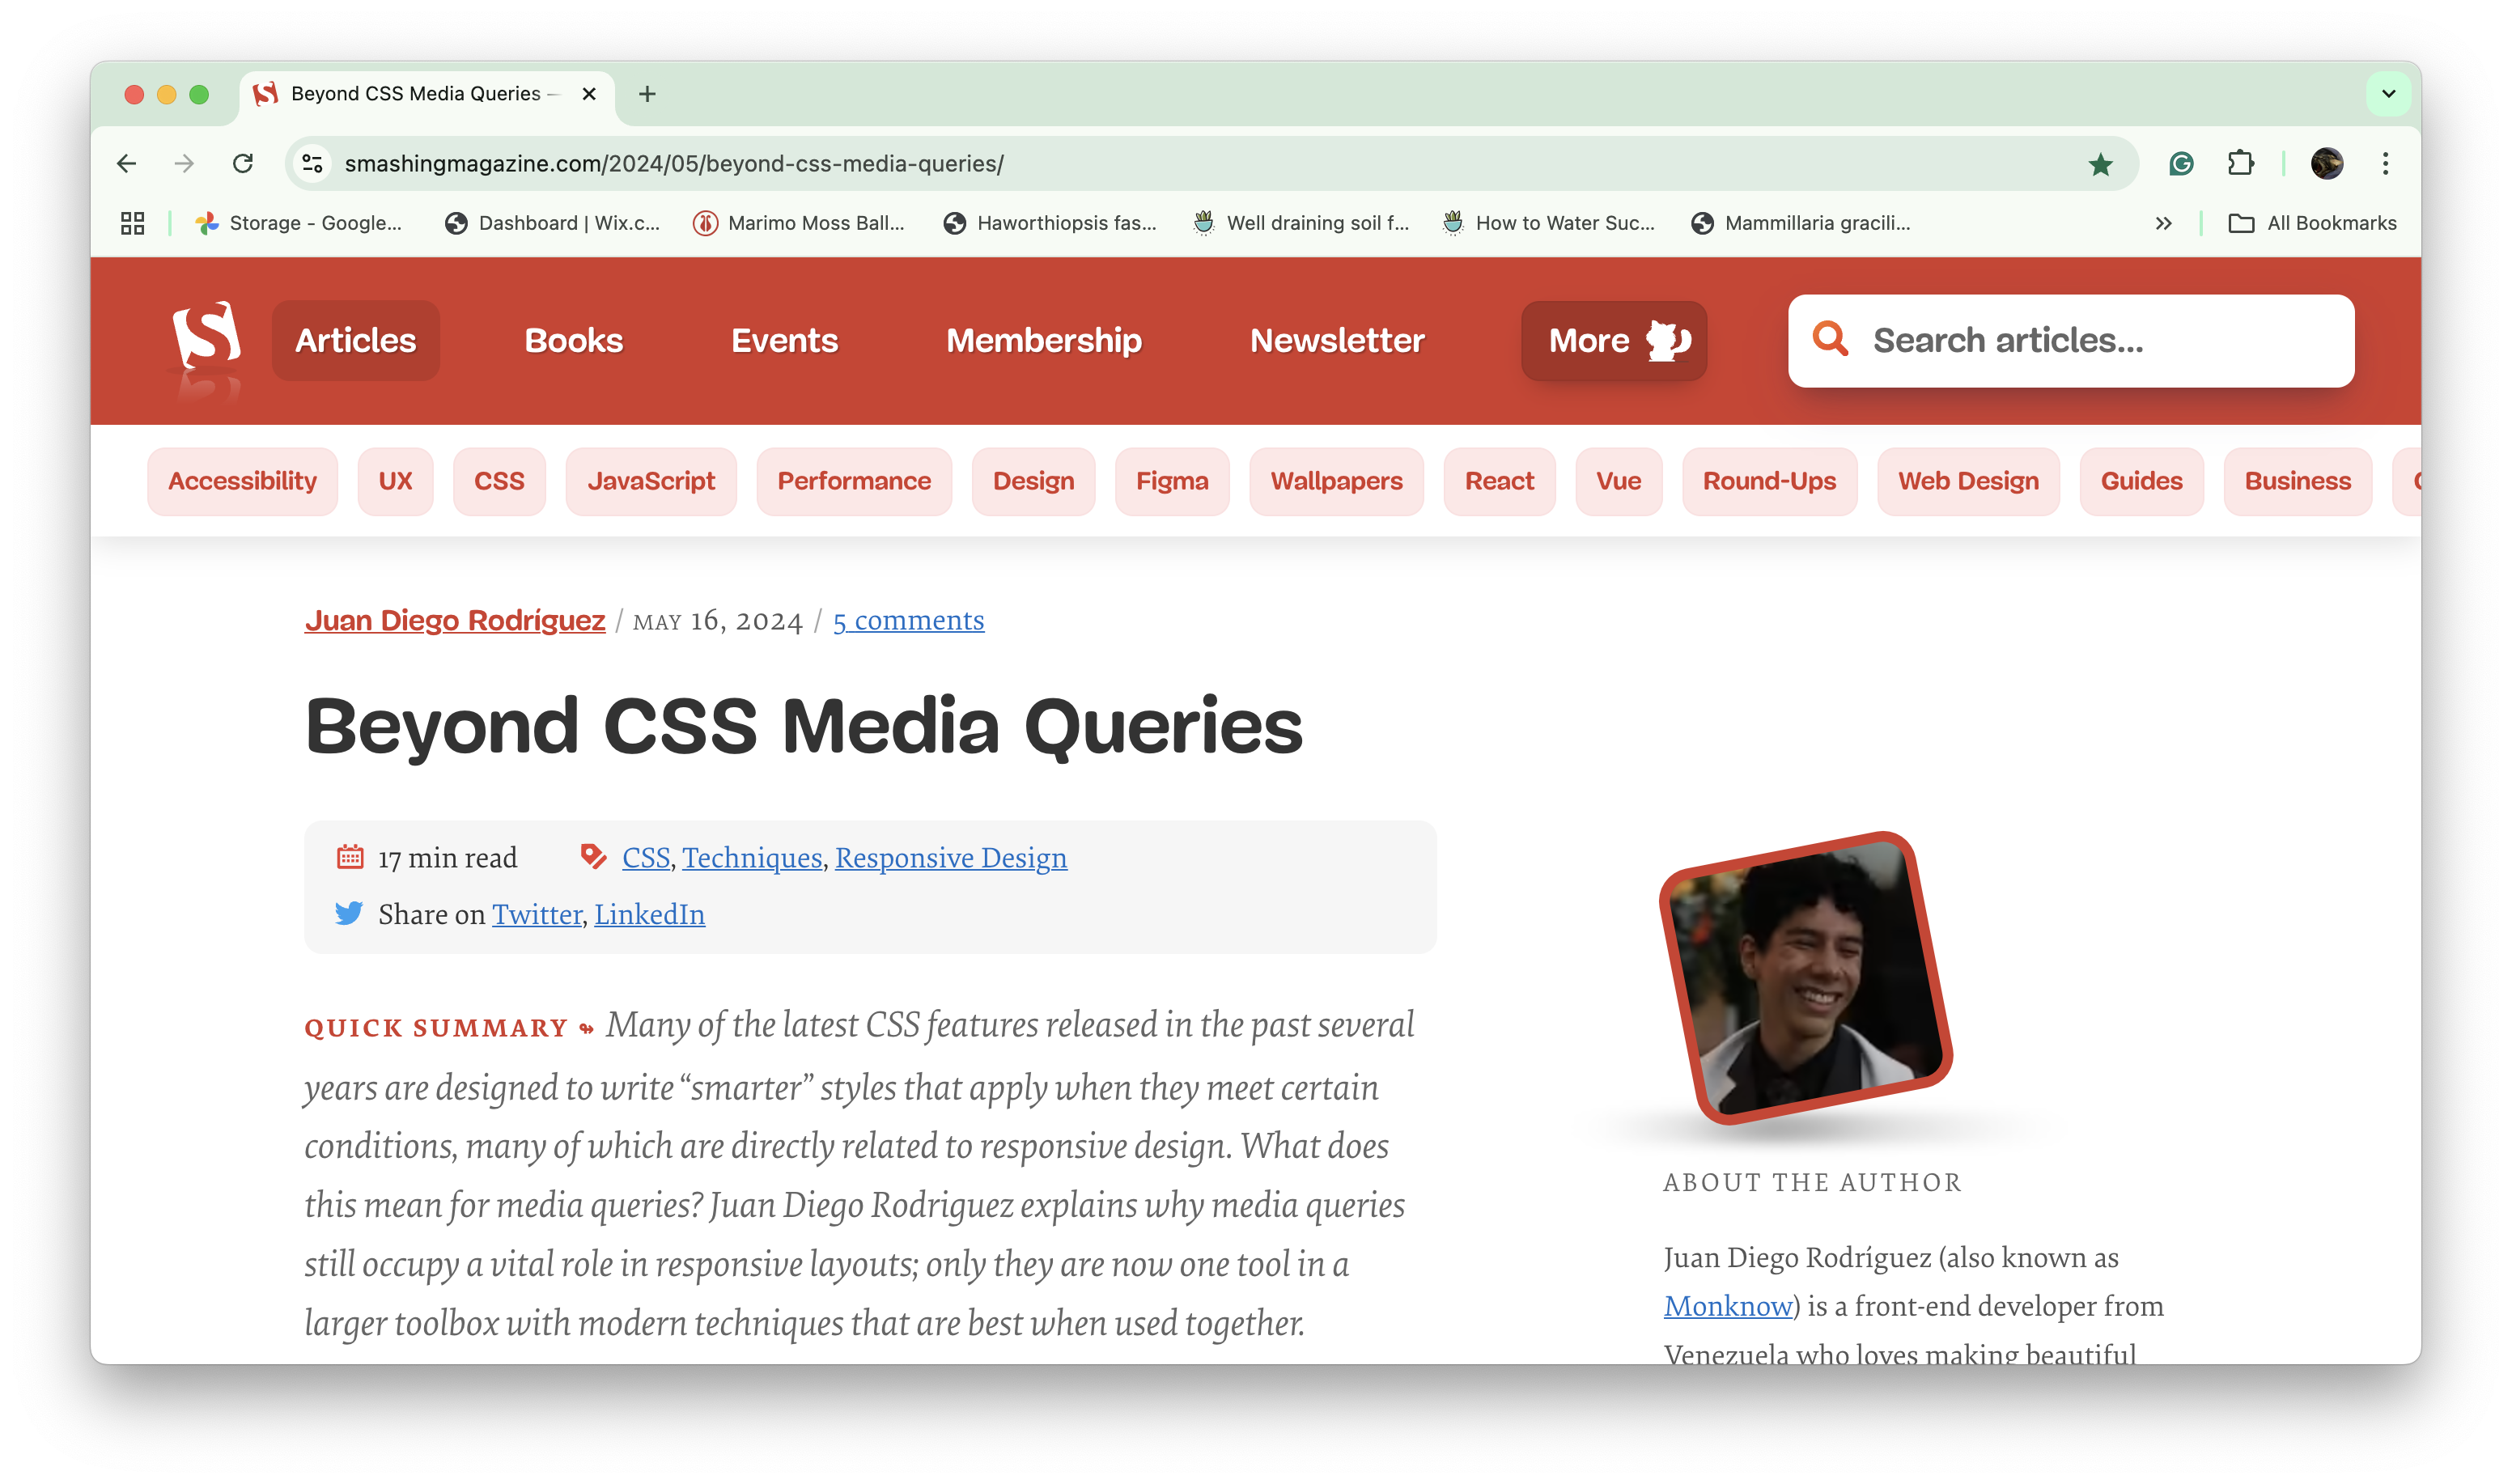 Beyond CSS Media Queries –
smashingmagazine.com/2024/05/beyond-css-media-queries/
Storage - Google... Dashboard | Wix.c... Marimo Moss Ball... Haworthiopsis fas... Well draining soil f... How to Water Suc... Mammillaria gracili... All Bookmarks
Articles Books Events Membership Newsletter More Search articles...
Accessibility UX CSS JavaScript Performance Design Figma Wallpapers React Vue Round-Ups Web Design Guides Business
Juan Diego Rodríguez / MAY 16, 2024 / 5 comments
Beyond CSS Media Queries
17 min read CSS, Techniques, Responsive Design
Share on Twitter, LinkedIn
QUICK SUMMARY ↬ Many of the latest CSS features released in the past several
years are designed to write “smarter” styles that apply when they meet certain
conditions, many of which are directly related to responsive design. What does
this mean for media queries? Juan Diego Rodriguez explains why media queries
still occupy a vital role in responsive layouts; only they are now one tool in a
larger toolbox with modern techniques that are best when used together.
ABOUT THE AUTHOR
Juan Diego Rodríguez (also known as
Monknow) is a front-end developer from
Venezuela who loves making beautiful